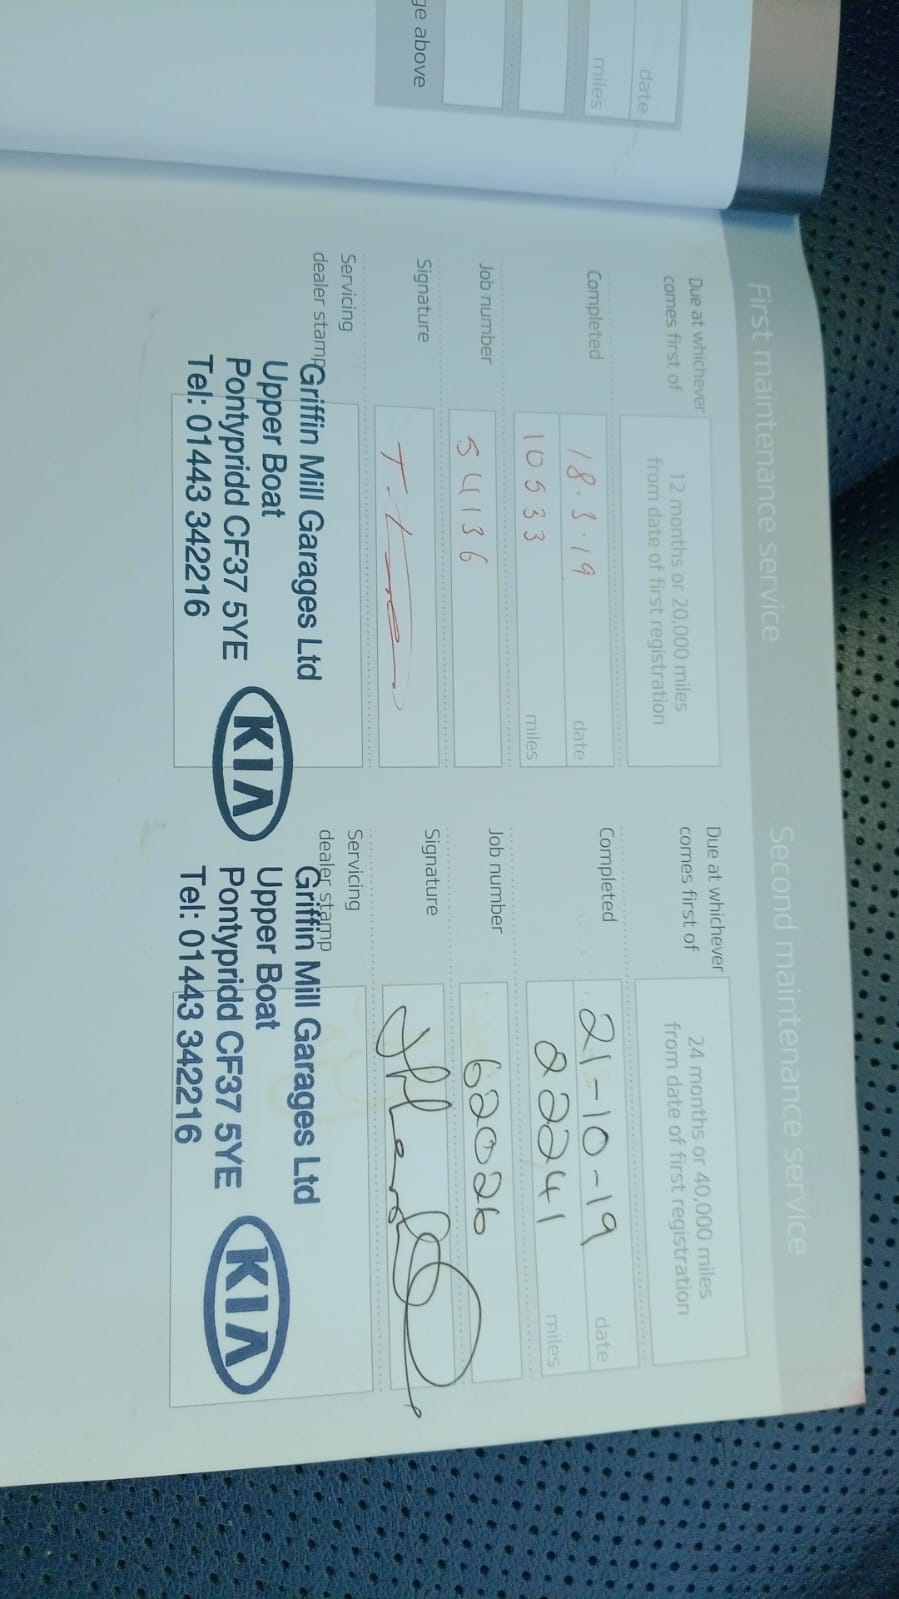 date
miles
ge above
First maintenance service
Due at whichever
comes first of
12 months or 20,000 miles
from date of first registration
Completed
18.3.19 date
10533 miles
Job number
54136
Signature
Servicing
dealer stamp
Griffin Mill Garages Ltd
Upper Boat
Pontypridd CF37 5YE
Tel: 01443 342216
KIA
Second maintenance service
Due at whichever
comes first of
24 months or 40,000 miles
from date of first registration
Completed
21-10-19 date
22241 miles
Job number
62026
Signature
Servicing
dealer stamp
Griffin Mill Garages Ltd
Upper Boat
Pontypridd CF37 5YE
Tel: 01443 342216
KIA